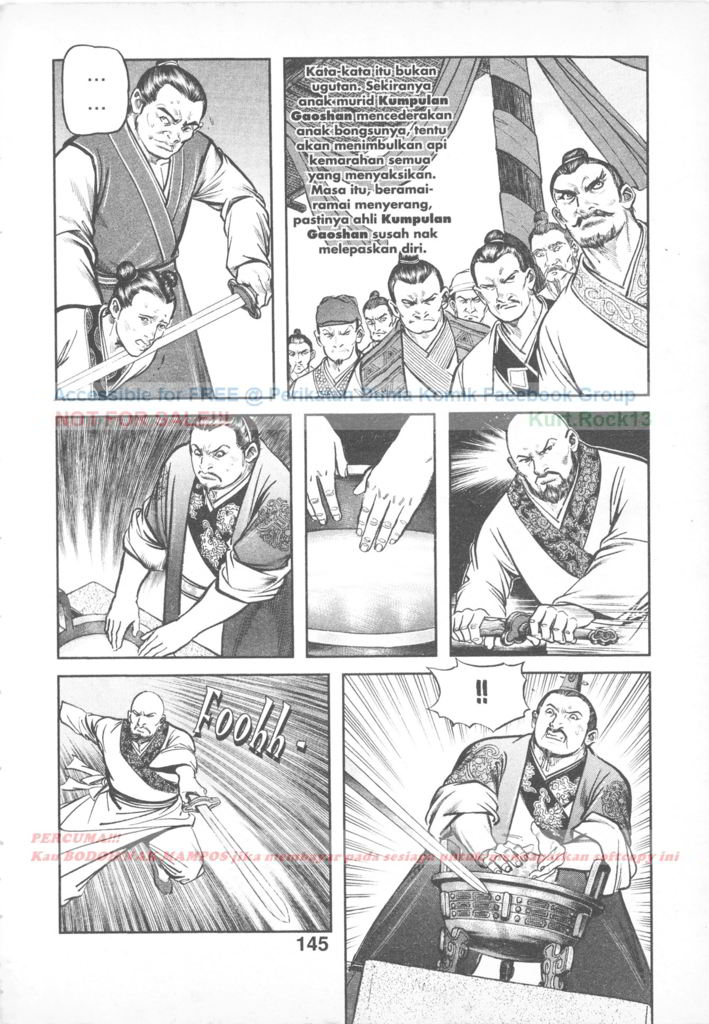 ...
...
Kata-kata itu bukan
ugutan. Sekiranya
anak murid Kumpulan
Gaoshan mencederakan
anak bongsunya, tentu
akan menimbulkan api
kemarahan semua
yang menyaksikan.
Masa itu, beramai-
ramai menyerang,
pastinya ahli Kumpulan
Gaoshan susah nak
melepaskan diri.
Accessible for FREE @ Perikatan Dunia Komik Facebook Group
NOT FOR SALE!!!
Kurt.Rock13
Foohh -
!!
PERCUMA!!!
Kau BODOH NAK MAMPOS jika membayar pada sesiapa untuk mendapatkan softcopy ini
145